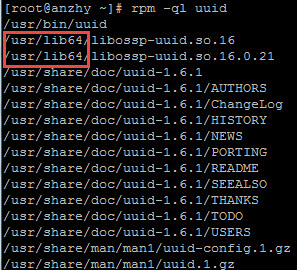 [root@anzhy ~]# rpm -ql uuid
/usr/bin/uuid
/usr/lib64/libossp-uuid.so.16
/usr/lib64/libossp-uuid.so.16.0.21
/usr/share/doc/uuid-1.6.1
/usr/share/doc/uuid-1.6.1/AUTHORS
/usr/share/doc/uuid-1.6.1/ChangeLog
/usr/share/doc/uuid-1.6.1/HISTORY
/usr/share/doc/uuid-1.6.1/NEWS
/usr/share/doc/uuid-1.6.1/PORTING
/usr/share/doc/uuid-1.6.1/README
/usr/share/doc/uuid-1.6.1/SEEALSO
/usr/share/doc/uuid-1.6.1/THANKS
/usr/share/doc/uuid-1.6.1/TODO
/usr/share/doc/uuid-1.6.1/USERS
/usr/share/man/man1/uuid-config.1.gz
/usr/share/man/man1/uuid.1.gz